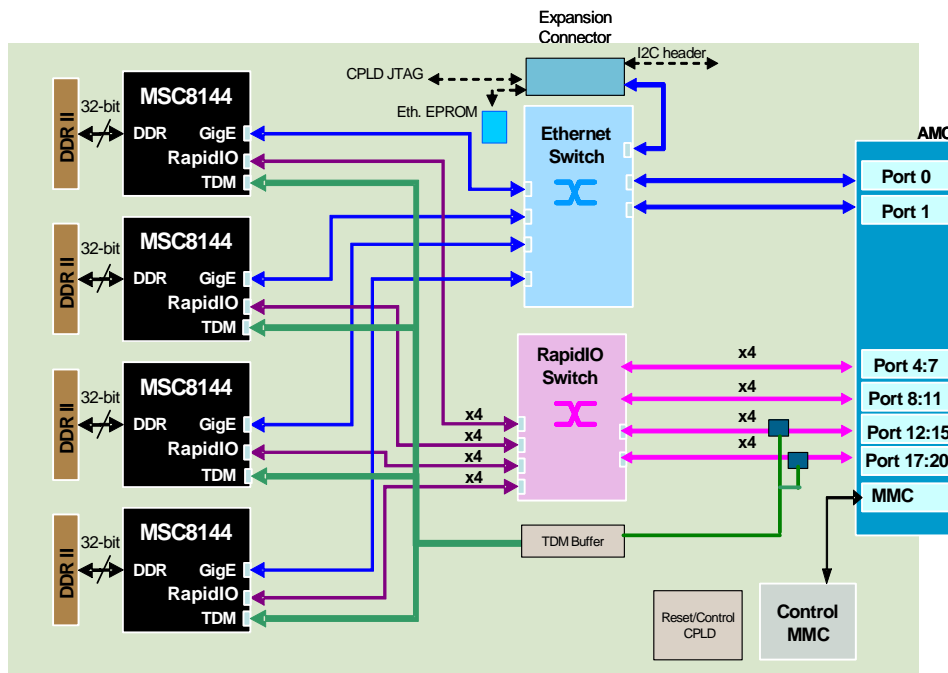 Expansion
Connector
I2C header
CPLD JTAG
Eth. EPROM
MSC8144
32-bit
DDR II
DDR
GigE
RapidIO
TDM
MSC8144
32-bit
DDR II
DDR
GigE
RapidIO
TDM
MSC8144
32-bit
DDR II
DDR
GigE
RapidIO
TDM
MSC8144
32-bit
DDR II
DDR
GigE
RapidIO
TDM
Ethernet
Switch
RapidIO
Switch
x4
x4
x4
x4
x4
x4
x4
x4
TDM Buffer
AMC
Port 0
Port 1
Port 4:7
Port 8:11
Port 12:15
Port 17:20
MMC
Reset/Control
CPLD
Control
MMC